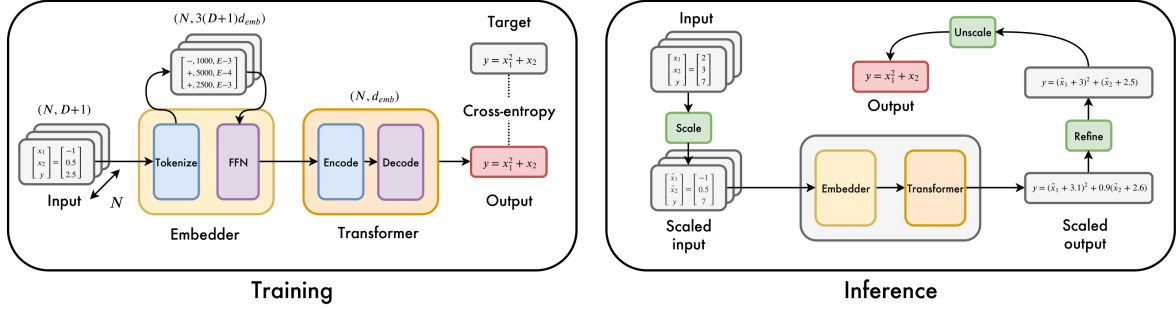 (N, 3(D+1)d_emb)
[−, 1000, E−3
+, 5000, E−4
+, 2500, E−3]
(N, D+1)
[x₁ x₂ y] = [−1 0.5 2.5]
Input
N
Tokenize
FFN
Embedder
(N, d_emb)
Encode
Decode
Transformer
Target
y = x₁² + x₂
Cross-entropy
y = x₁² + x₂
Output
Training
Input
[x₁ x₂ y] = [2 3 7]
Scale
[x̃₁ x̃₂ y] = [−1 0.5 7]
Scaled
input
Embedder
Transformer
y = (x̃₁ + 3.1)² + 0.9(x̃₂ + 2.6)
Scaled
output
Refine
y = (x̃₁ + 3)² + (x̃₂ + 2.5)
Unscale
y = x₁² + x₂
Output
Inference